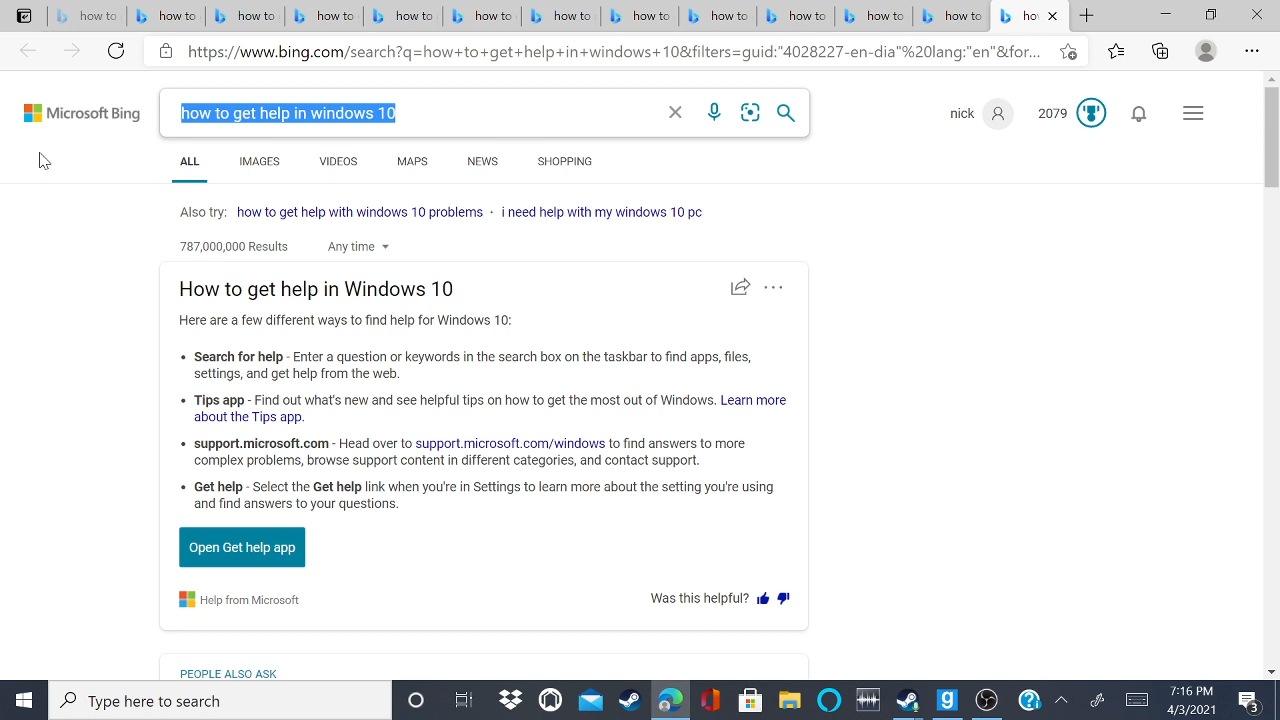 how to
how to
how to
how to
how to
how to
how to
how to
how to
how to
how to
how to
how
https://www.bing.com/search?q=how+to+get+help+in+windows+10&filters=guid:"4028227-en-dia"%20lang:"en"&for...
Microsoft Bing
how to get help in windows 10
nick
2079
ALL
IMAGES
VIDEOS
MAPS
NEWS
SHOPPING
Also try: how to get help with windows 10 problems · i need help with my windows 10 pc
787,000,000 Results
Any time
How to get help in Windows 10
Here are a few different ways to find help for Windows 10:
• Search for help - Enter a question or keywords in the search box on the taskbar to find apps, files,
settings, and get help from the web.
• Tips app - Find out what's new and see helpful tips on how to get the most out of Windows. Learn more
about the Tips app.
• support.microsoft.com - Head over to support.microsoft.com/windows to find answers to more
complex problems, browse support content in different categories, and contact support.
• Get help - Select the Get help link when you're in Settings to learn more about the setting you're using
and find answers to your questions.
Open Get help app
Help from Microsoft
Was this helpful?
PEOPLE ALSO ASK
Type here to search
7:16 PM
4/3/2021
3